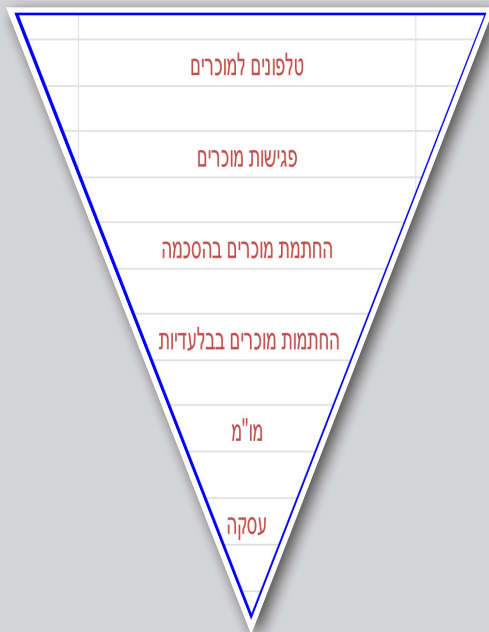 טלפונים למוכרים
פגישות מוכרים
החתמת מוכרים בהסכמה
החתמות מוכרים בבלעדיות
מו"מ
עסקה